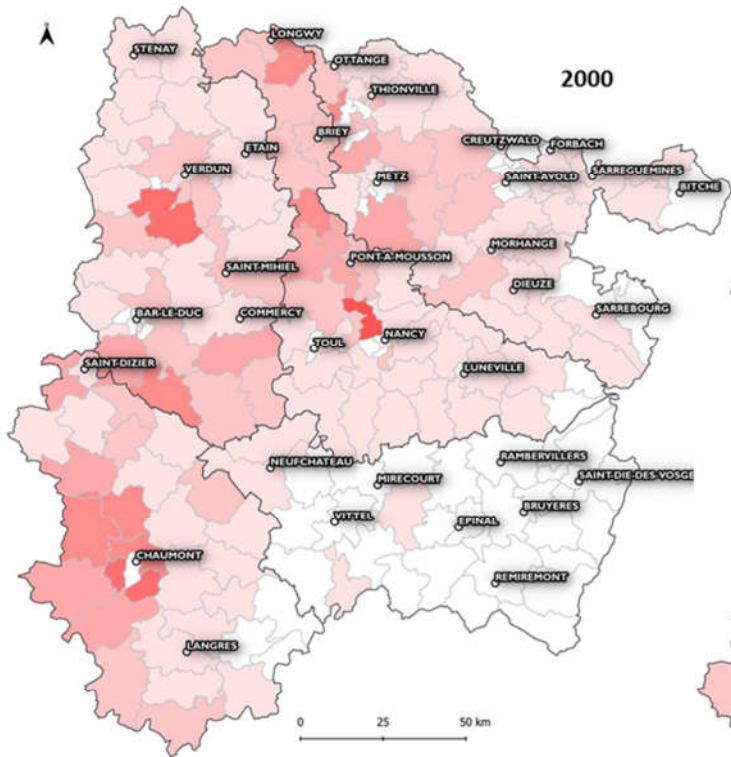 LONGWY
STENAY
OTTANGE
2000
THIONVILLE
BRIEY
CREUTZWALD
FORBACH
ETAIN
VERDUN
METZ
SAINT-AVOLD
SARREGUEMINES
BITCHE
MORHANGE
PONT-A-MOUSSON
SAINT-MIHIEL
DIEUZE
BAR-LE-DUC
COMMERCY
SARREBOURG
NANCY
TOUL
SAINT-DIZIER
LUNEVILLE
NEUFCHATEAU
RAMBERVILLERS
MIRECOURT
SAINT-DIE-DES-VOSGE
BRUYERES
VITTEL
EPINAL
CHAUMONT
REMIREMONT
LANGRES
0 25 50 km